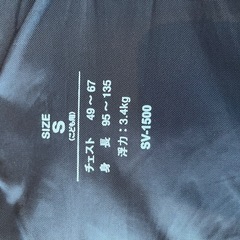 SIZE
S
(こども用)
チェスト 49～67
身 長 95～135
浮力：3.4kg
SV-1500